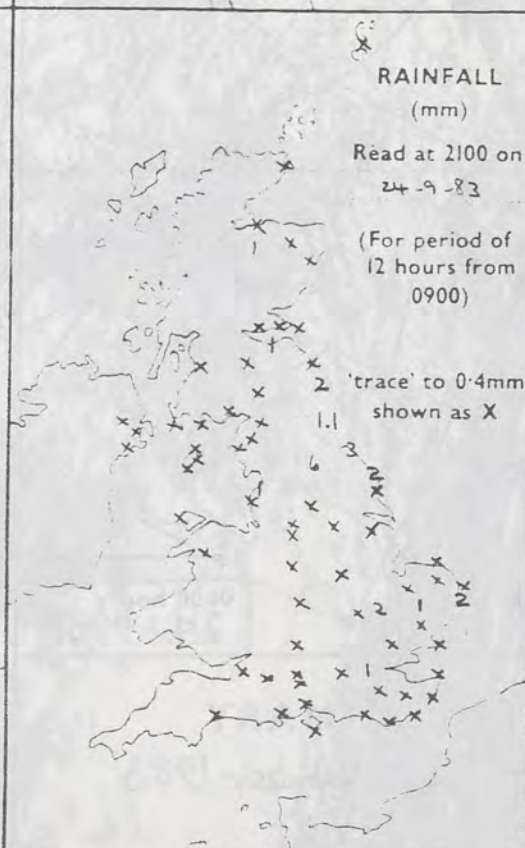 RAINFALL
(mm)
Read at 2100 on
24-9-83
(For period of
12 hours from
0900)
'trace' to 0·4mm
shown as X
1
2
1.1
3
6
2
2
1
2
1